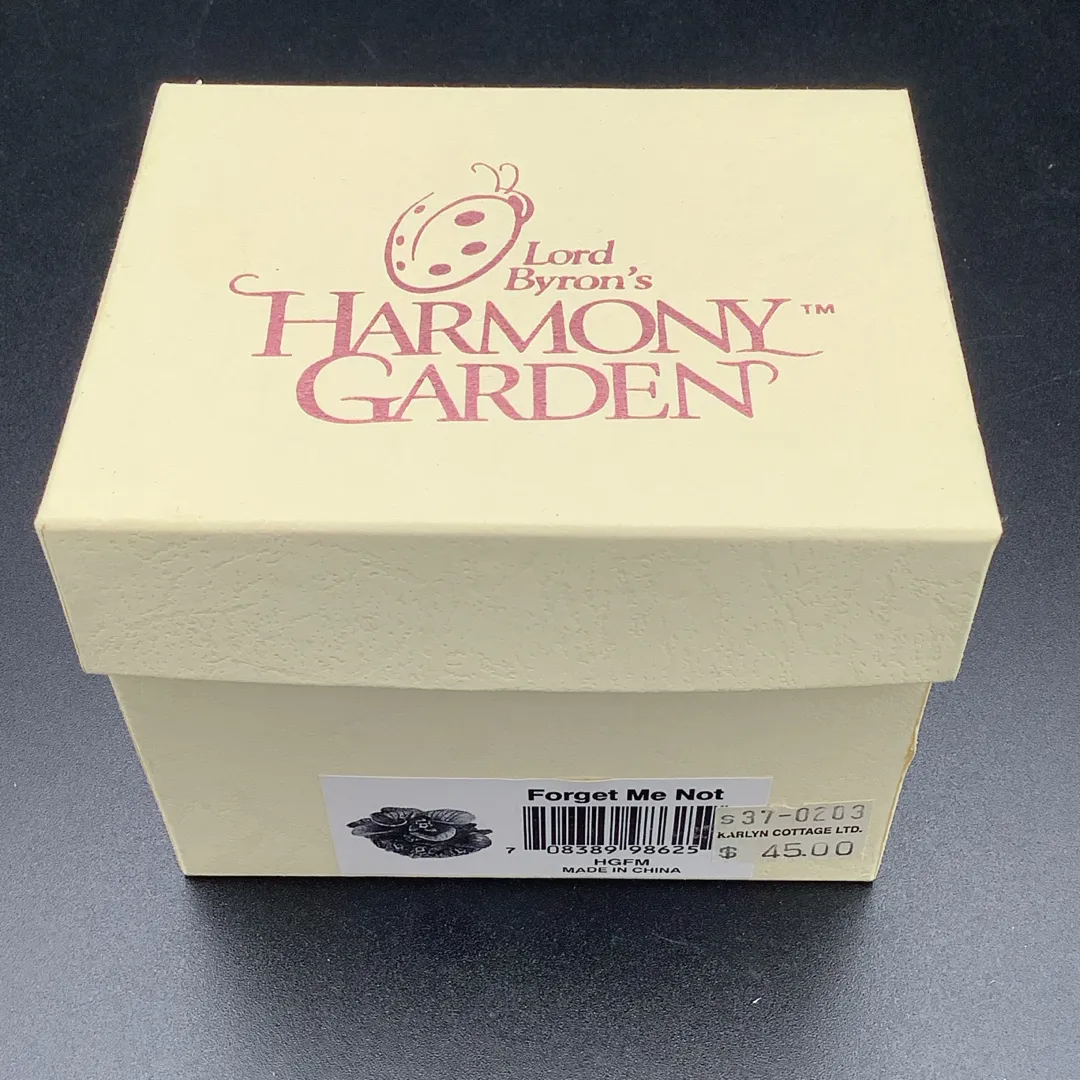 Lord
Byron's
HARMONY™
GARDEN
Forget Me Not
7 08389 98625
HGFM
MADE IN CHINA
S37-0203
KARLYN COTTAGE LTD.
$ 45.00